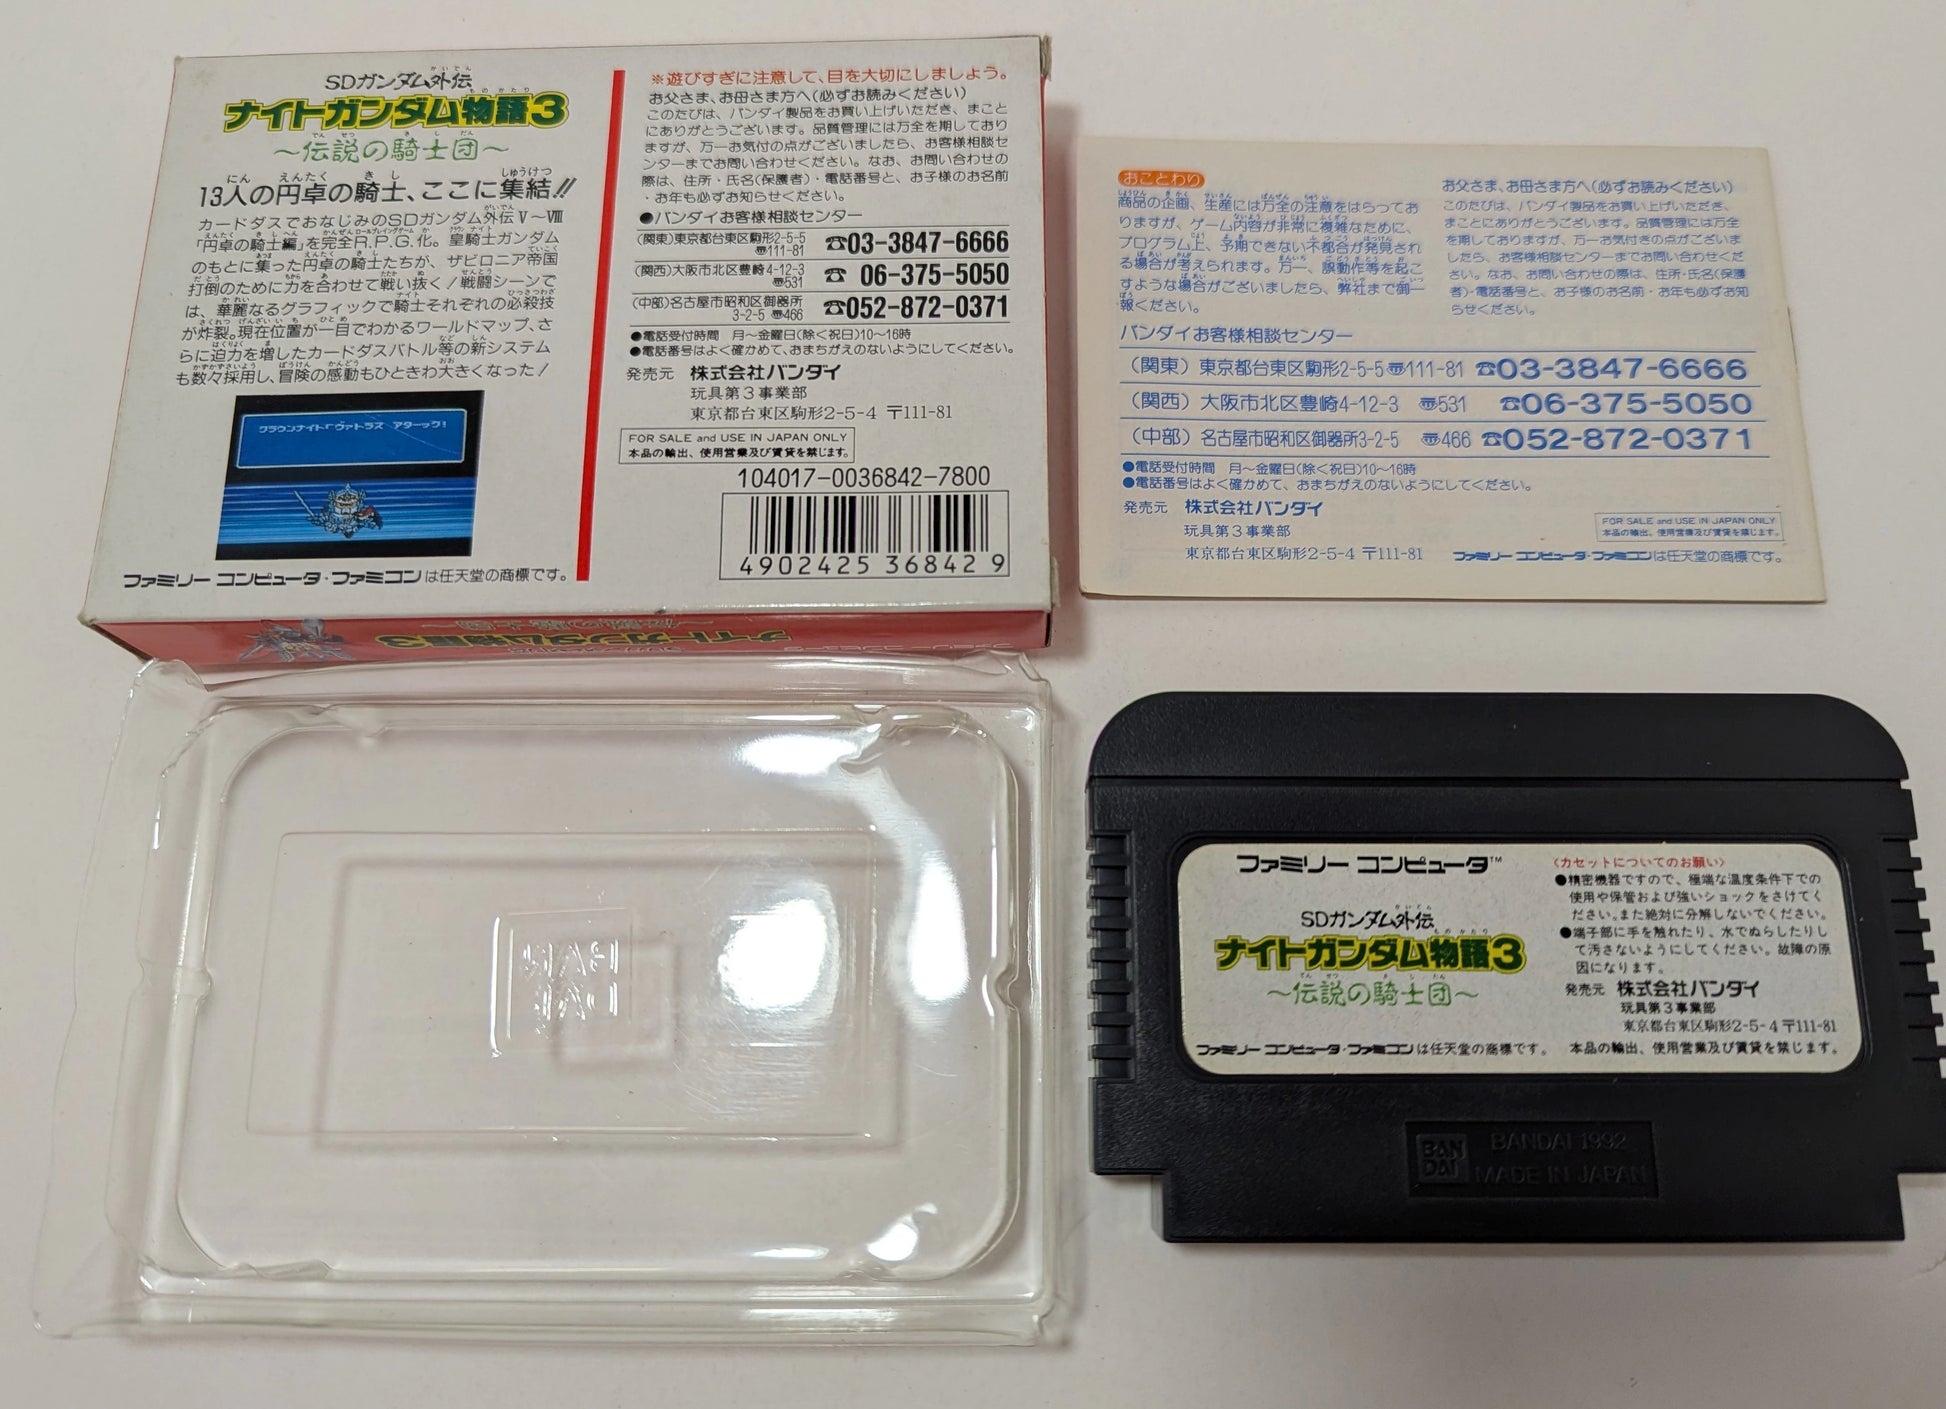 SDガンダム外伝
ナイトガンダム物語3
～伝説の騎士団～
13人の円卓の騎士、ここに集結!!
カードダスでおなじみのSDガンダム外伝Ⅴ～Ⅷ
「円卓の騎士編」を完全R.P.G.化。皇騎士ガンダム
のもとに集った円卓の騎士たちが、ザビロニア帝国
打倒のために力を合わせて戦い抜く!戦闘シーンで
は、華麗なるグラフィックで騎士それぞれの必殺技
が炸裂。現在位置が一目でわかるワールドマップ、さ
らに迫力を増したカードダスバトル等の新システム
も数々採用し、冒険の感動もひときわ大きくなった!
クラウンナイト「ヴァトラス アタ－ック!
ファミリー コンピュータ・ファミコンは任天堂の商標です。
※遊びすぎに注意して、目を大切にしましょう。
お父さま、お母さま方へ(必ずお読みください)
このたびは、バンダイ製品をお買い上げいただき、まこと
にありがとうございます。品質管理には万全を期しており
ますが、万一お気付の点がございましたら、お客様相談セ
ンターまでお問い合わせください。なお、お問い合わせの
際は、住所・氏名(保護者)・電話番号と、お子様のお名前
・お年も必ずお知らせください。
●バンダイお客様相談センター
(関東)東京都台東区駒形2-5-5 〒111-81 ☎03-3847-6666
(関西)大阪市北区豊崎4-12-3 〒531 ☎06-375-5050
(中部)名古屋市昭和区御器所3-2-5 〒466 ☎052-872-0371
●電話受付時間 月～金曜日(除く祝日)10～16時
●電話番号はよく確かめて、おまちがえのないようにしてください。
発売元 株式会社バンダイ
玩具第3事業部
東京都台東区駒形2-5-4 〒111-81
FOR SALE and USE IN JAPAN ONLY
本品の輸出、使用営業及び賃貸を禁じます。
104017-0036842-7800
4902425 368429
ナイトガンダム物語3
～伝説の騎士団～
おことわり
商品の企画、生産には万全の注意をはらってお
りますが、ゲーム内容が非常に複雑なために、
プログラム上、予期できない不都合が発見され
る場合が考えられます。万一、誤動作等を起こ
すような場合がございましたら、弊社まで御一
報ください。
お父さま、お母さま方へ(必ずお読みください)
このたびは、バンダイ製品をお買い上げいただき、
まことにありがとうございます。品質管理には万全
を期しておりますが、万一お気付きの点がございま
したら、お客様相談センターまでお問い合わせくださ
い。なお、お問い合わせの際は、住所・氏名(保護
者)・電話番号と、お子様のお名前・お年も必ずお知
らせください。
バンダイお客様相談センター
(関東) 東京都台東区駒形2-5-5 〒111-81 ☎03-3847-6666
(関西) 大阪市北区豊崎4-12-3 〒531 ☎06-375-5050
(中部) 名古屋市昭和区御器所3-2-5 〒466 ☎052-872-0371
●電話受付時間 月～金曜日(除く祝日)10～16時
●電話番号はよく確かめて、おまちがえのないようにしてください。
発売元 株式会社バンダイ
玩具第3事業部
東京都台東区駒形2-5-4 〒111-81
FOR SALE and USE IN JAPAN ONLY
本品の輸出、使用営業及び賃貸を禁じます。
ファミリー コンピュータ・ファミコンは任天堂の商標です。
ファミリー コンピュータ™
SDガンダム外伝
ナイトガンダム物語3
～伝説の騎士団～
〈カセットについてのお願い〉
●精密機器ですので、極端な温度条件下での
使用や保管および強いショックをさけてく
ださい。また絶対に分解しないでください。
●端子部に手を触れたり、水でぬらしたりし
て汚さないようにしてください。故障の原
因になります。
発売元 株式会社バンダイ
玩具第3事業部
東京都台東区駒形2-5-4 〒111-81
ファミリー コンピュータ・ファミコンは任天堂の商標です。 本品の輸出、使用営業及び賃貸を禁じます。
BAN
DAI
BANDAI 1992
MADE IN JAPAN